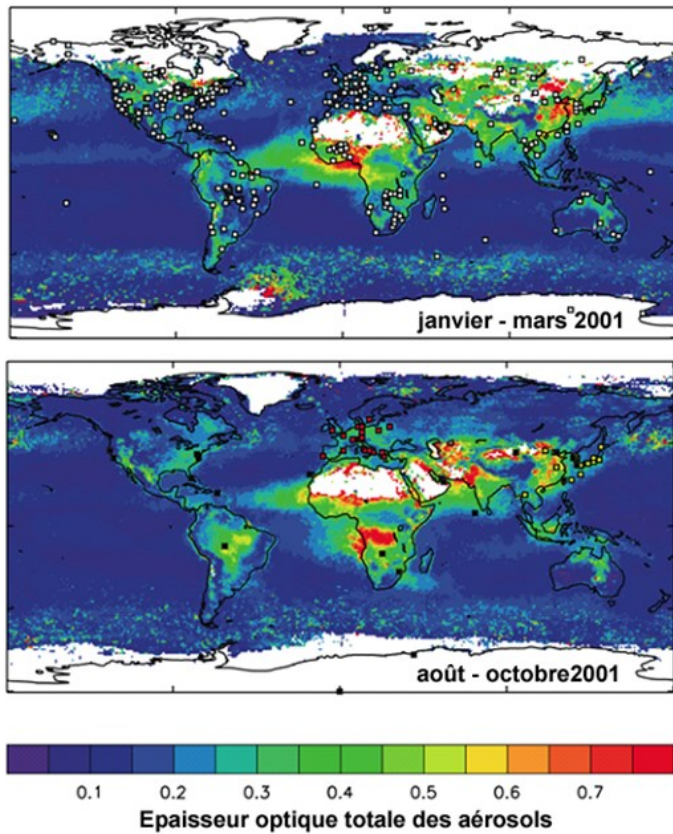 janvier - mars 2001
août - octobre2001
0.1 0.2 0.3 0.4 0.5 0.6 0.7
Epaisseur optique totale des aérosols